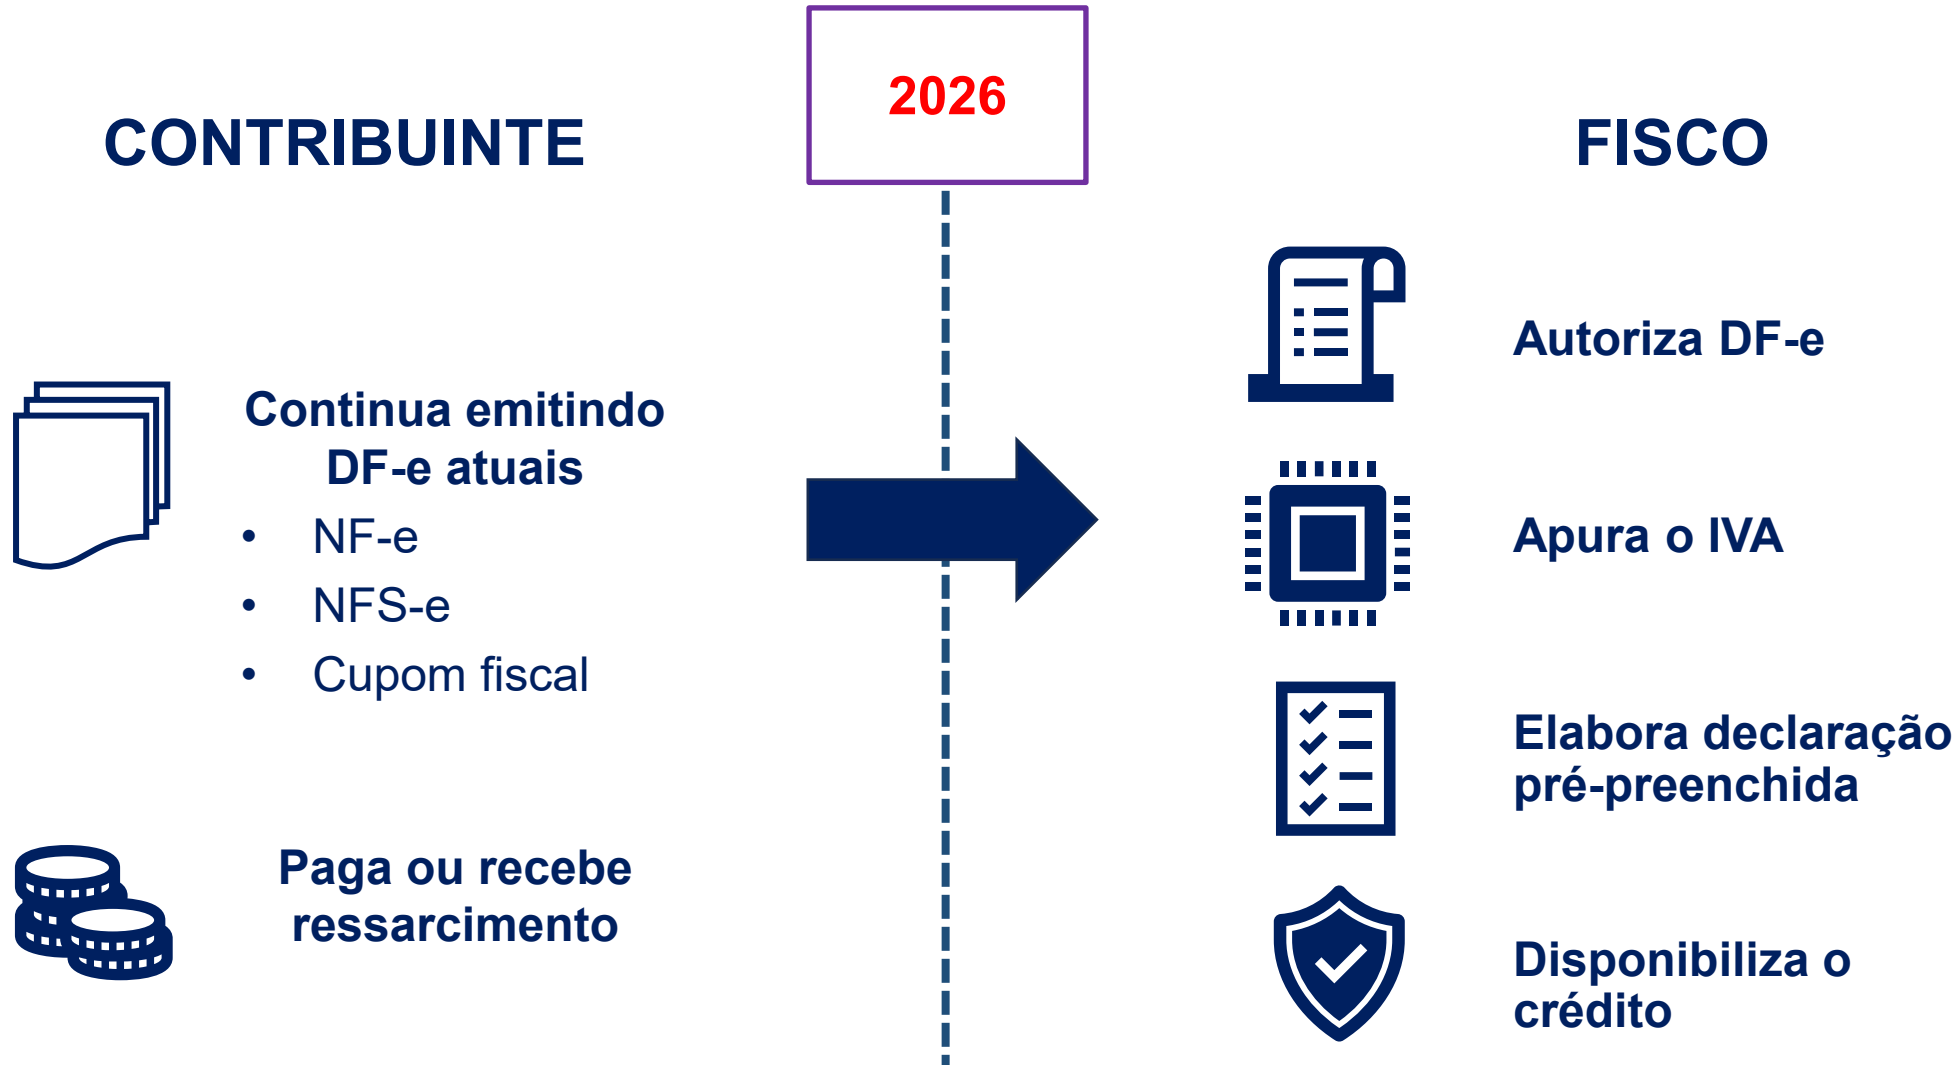 2026
CONTRIBUINTE
Continua emitindo
DF-e atuais
• NF-e
• NFS-e
• Cupom fiscal
Paga ou recebe
ressarcimento
FISCO
Autoriza DF-e
Apura o IVA
Elabora declaração
pré-preenchida
Disponibiliza o
crédito